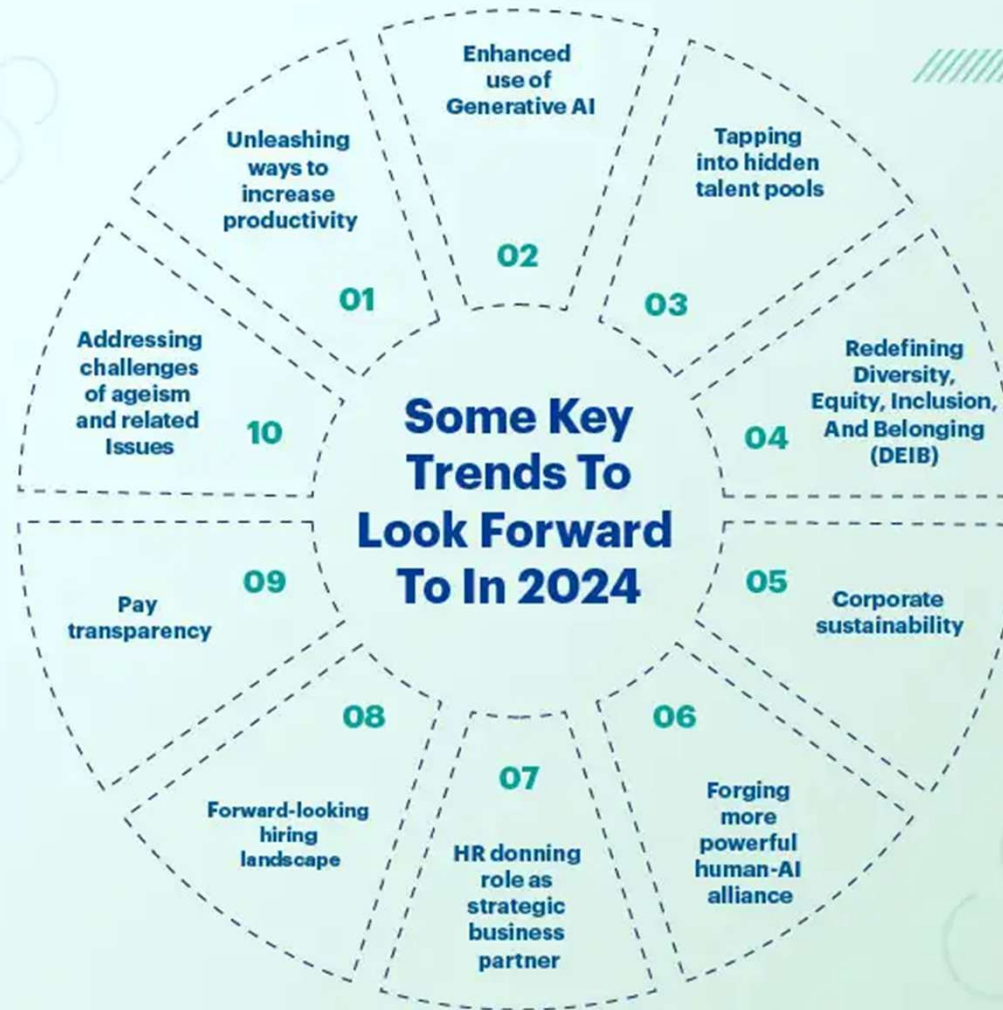 Some Key
Trends To
Look Forward
To In 2024
Unleashing
ways to
increase
productivity
01
Enhanced
use of
Generative AI
02
Tapping
into hidden
talent pools
03
Redefining
Diversity,
Equity, Inclusion,
And Belonging
(DEIB)
04
05
Corporate
sustainability
06
Forging
more
powerful
human-AI
alliance
07
HR donning
role as
strategic
business
partner
08
Forward-looking
hiring
landscape
09
Pay
transparency
Addressing
challenges
of ageism
and related
Issues
10